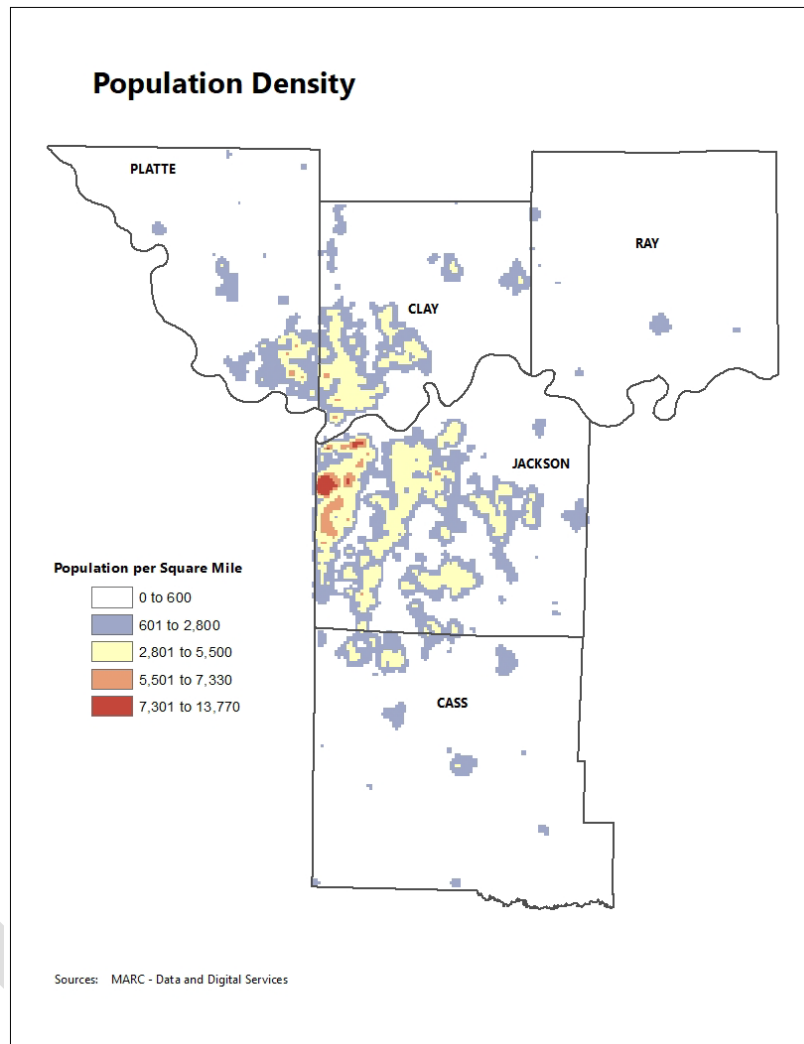 Population Density
PLATTE
RAY
CLAY
JACKSON
Population per Square Mile
0 to 600
601 to 2,800
2,801 to 5,500
5,501 to 7,330
7,301 to 13,770
CASS
Sources: MARC - Data and Digital Services